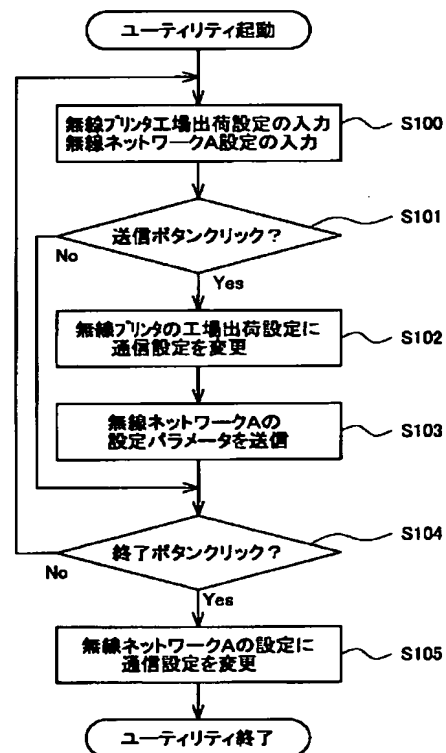 ユーティリティ起動
無線プリンタ工場出荷設定の入力
無線ネットワークA設定の入力
S100
送信ボタンクリック?
S101
No
Yes
無線プリンタの工場出荷設定に
通信設定を変更
S102
無線ネットワークAの
設定パラメータを送信
S103
終了ボタンクリック?
S104
No
Yes
無線ネットワークAの設定に
通信設定を変更
S105
ユーティリティ終了